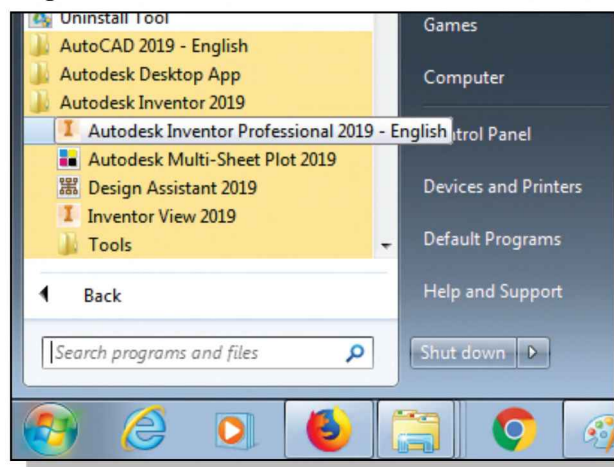 Uninstall Tool
AutoCAD 2019 - English
Autodesk Desktop App
Autodesk Inventor 2019
Autodesk Inventor Professional 2019 - English
Autodesk Multi-Sheet Plot 2019
Design Assistant 2019
Inventor View 2019
Tools
Back
Search programs and files
Games
Computer
Control Panel
Devices and Printers
Default Programs
Help and Support
Shut down